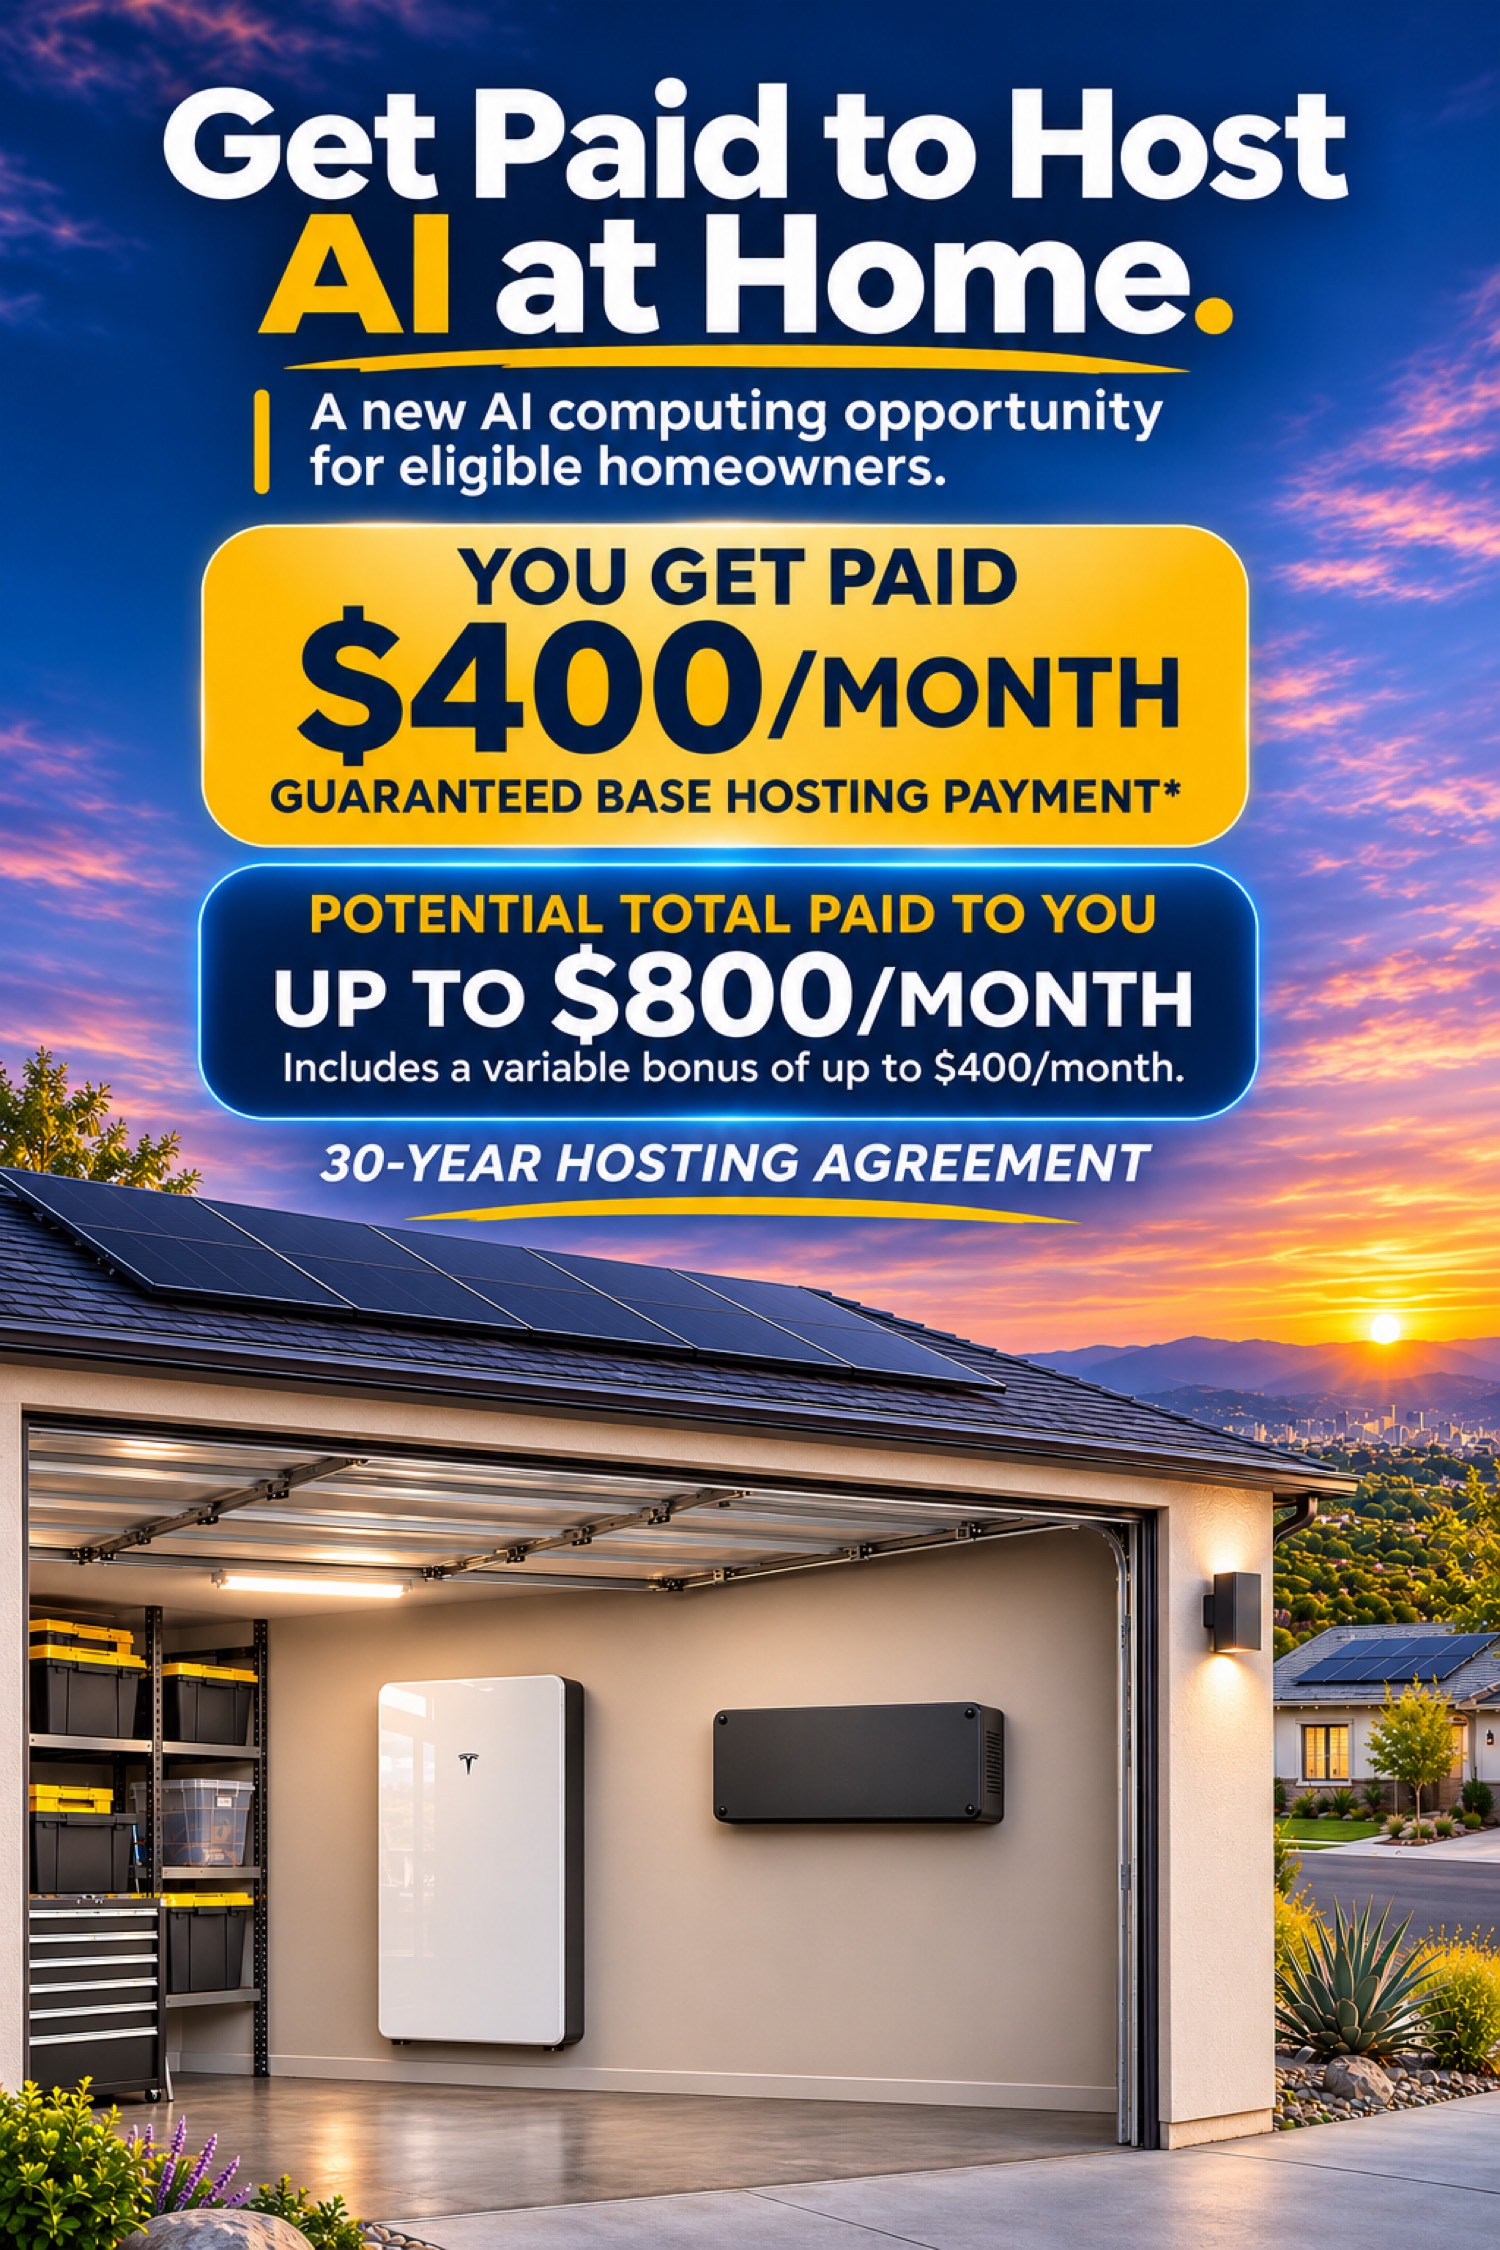 Get Paid to Host
AI at Home.
A new AI computing opportunity
for eligible homeowners.
YOU GET PAID
$400/MONTH
GUARANTEED BASE HOSTING PAYMENT*
POTENTIAL TOTAL PAID TO YOU
UP TO $800/MONTH
Includes a variable bonus of up to $400/month.
30-YEAR HOSTING AGREEMENT